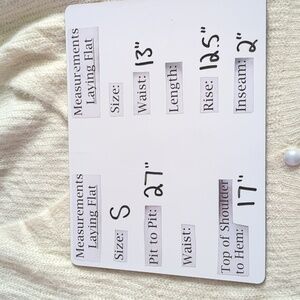 Measurements
Laying Flat
Size: S
Pit to Pit: 27"
Waist:
Top of Shoulder
to Hem: 17"
Measurements
Laying Flat
Size:
Waist: 13"
Length:
Rise: 12.5"
Inseam: 2"